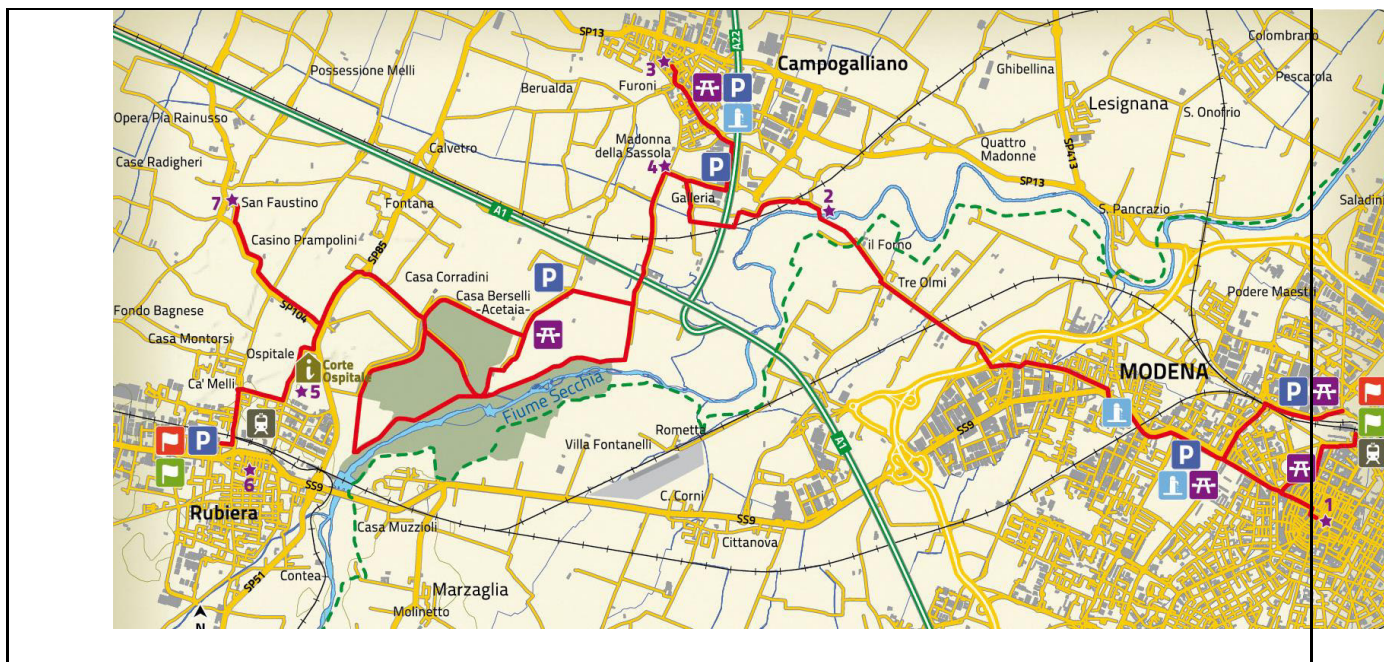 SP13
A22
Colombrano
Campogalliano
Possessione Melli
3
Ghibellina
Pescarola
Berualda
Furoni
P
Lesignana
S. Onofrio
Opera Pia Rainusso
Calvetro
Madonna
della Sassola
Quattro
Madonne
SP413
Case Radigheri
4
P
SP13
7
San Faustino
Fontana
Galleria
2
Saladini
A1
S. Pancrazio
Casino Prampolini
SP85
il Forno
Casa Corradini
P
Tre Olmi
Casa Berselli
-Acetaia-
Podere Maestri
Fondo Bagnese
SP104
Casa Montorsi
Ospitale
i
Corte
Ospitale
MODENA
Ca' Melli
5
P
Fiume Secchia
SS9
P
Villa Fontanelli
Rometta
A1
P
6
SS9
C. Corni
1
Rubiera
SS9
Casa Muzzioli
Cittanova
SP51
Contea
Marzaglia
Molinetto
N